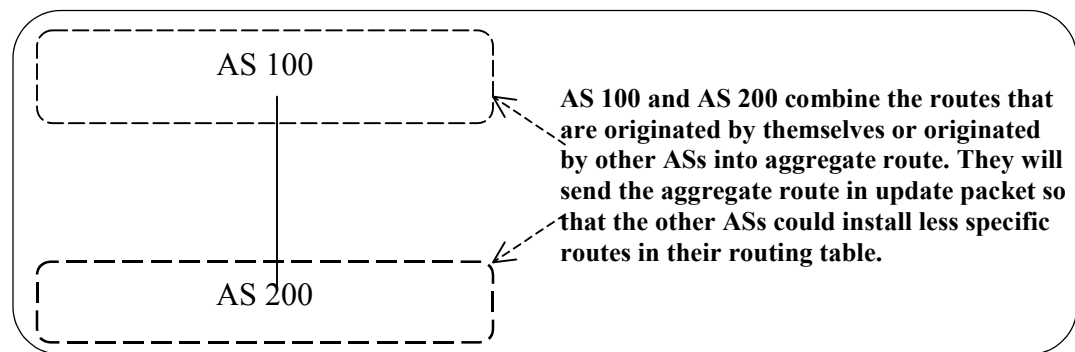 AS 100
AS 100 and AS 200 combine the routes that
are originated by themselves or originated
by other ASs into aggregate route. They will
send the aggregate route in update packet so
that the other ASs could install less specific
routes in their routing table.
AS 200